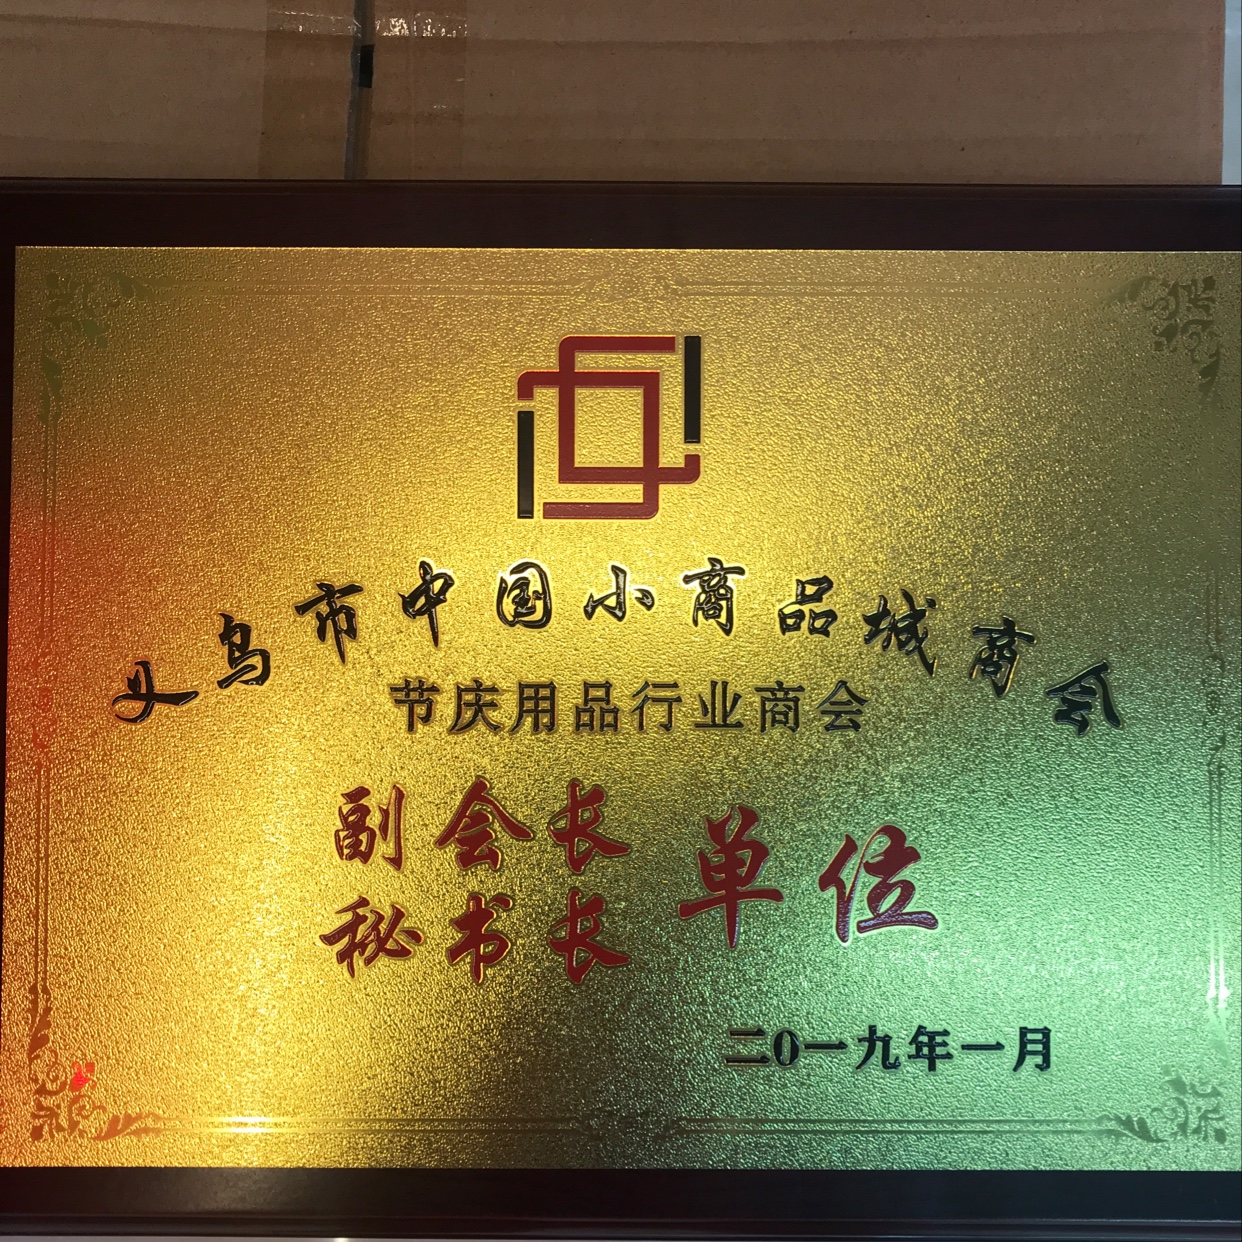 义乌市中国小商品城商会
节庆用品行业商会
副会长
秘书长
单位
二0一九年一月